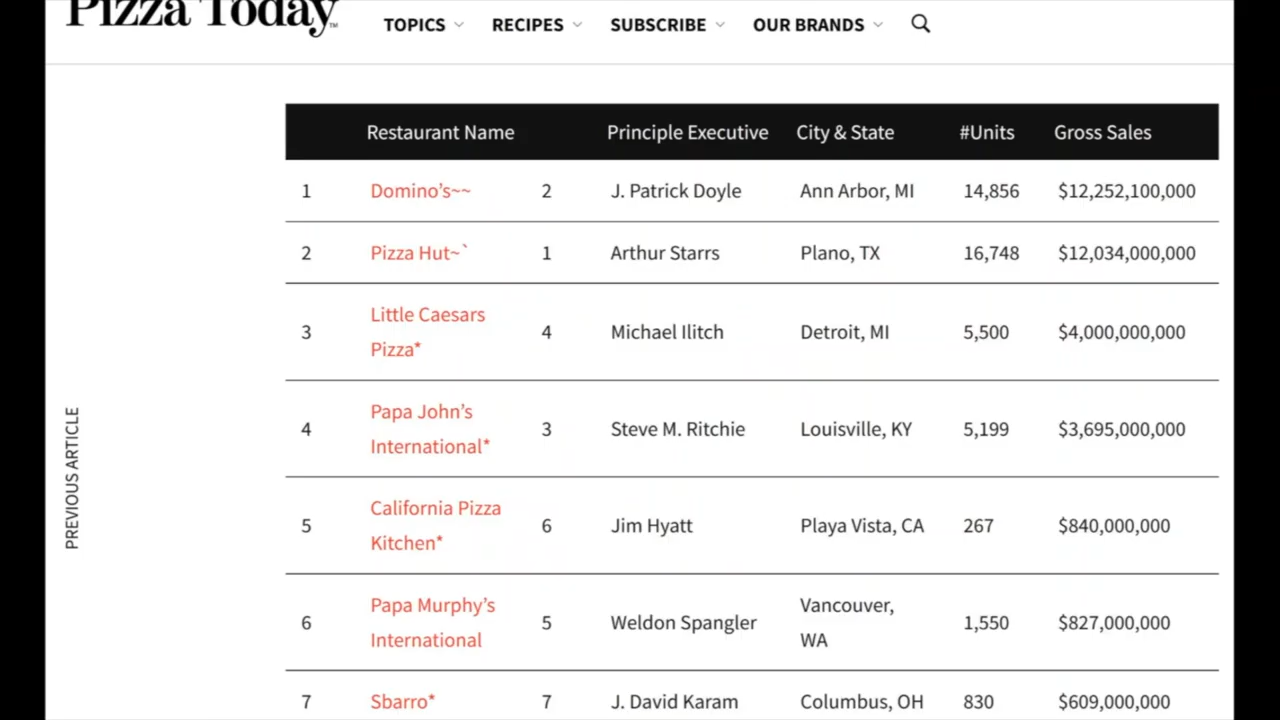 Pizza Today™
TOPICS RECIPES SUBSCRIBE OUR BRANDS
Restaurant Name Principle Executive City & State #Units Gross Sales
1 Domino's~~ 2 J. Patrick Doyle Ann Arbor, MI 14,856 $12,252,100,000
2 Pizza Hut~` 1 Arthur Starrs Plano, TX 16,748 $12,034,000,000
Little Caesars
3 4 Michael Ilitch Detroit, MI 5,500 $4,000,000,000
Pizza*
Papa John's
4 3 Steve M. Ritchie Louisville, KY 5,199 $3,695,000,000
International*
California Pizza
5 6 Jim Hyatt Playa Vista, CA 267 $840,000,000
Kitchen*
Papa Murphy's Vancouver,
6 5 Weldon Spangler 1,550 $827,000,000
International WA
7 Sbarro* 7 J. David Karam Columbus, OH 830 $609,000,000
PREVIOUS ARTICLE